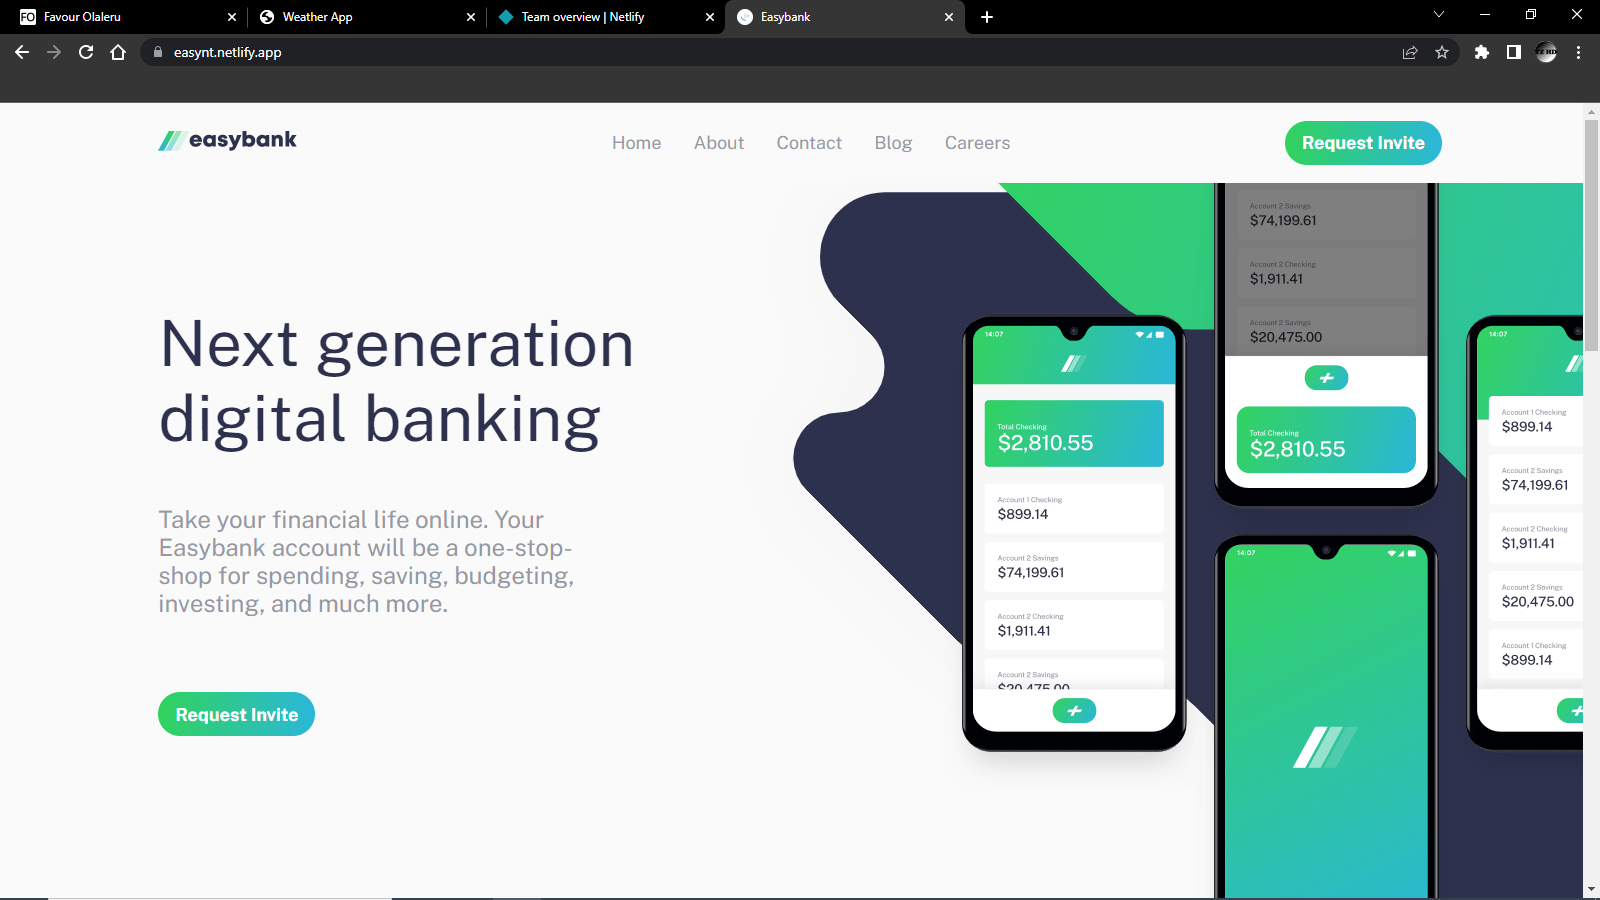 FO Favour Olaleru
Weather App
Team overview | Netlify
Easybank
easynt.netlify.app
easybank
Home
About
Contact
Blog
Careers
Request Invite
Next generation
digital banking
Take your financial life online. Your
Easybank account will be a one-stop-
shop for spending, saving, budgeting,
investing, and much more.
Request Invite
14:07
Total Checking
$2,810.55
Account 1 Checking
$899.14
Account 2 Savings
$74,199.61
Account 2 Checking
$1,911.41
Account 2 Savings
$20,475.00
Account 2 Savings
$74,199.61
Account 2 Checking
$1,911.41
Account 2 Savings
$20,475.00
Total Checking
$2,810.55
14:07
14:07
Account 1 Checking
$899.14
Account 2 Savings
$74,199.61
Account 2 Checking
$1,911.41
Account 2 Savings
$20,475.00
Account 1 Checking
$899.14